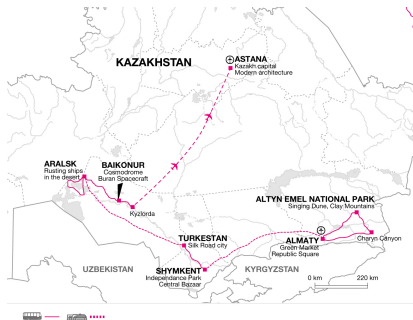 KAZAKHSTAN
ASTANA
Kazakh capital
Modern architecture
ARALSK
Rusting ships
in the desert
BAIKONUR
Cosmodrome
Buran Spacecraft
Kyzlorda
ALTYN EMEL NATIONAL PARK
Singing Dune, Clay Mountains
TURKESTAN
Silk Road city
ALMATY
Green Market
Republic Square
Charyn Canyon
UZBEKISTAN
SHYMKENT
Independance Park
Central Bazaar
KYRGYZSTAN
0 km
220 km